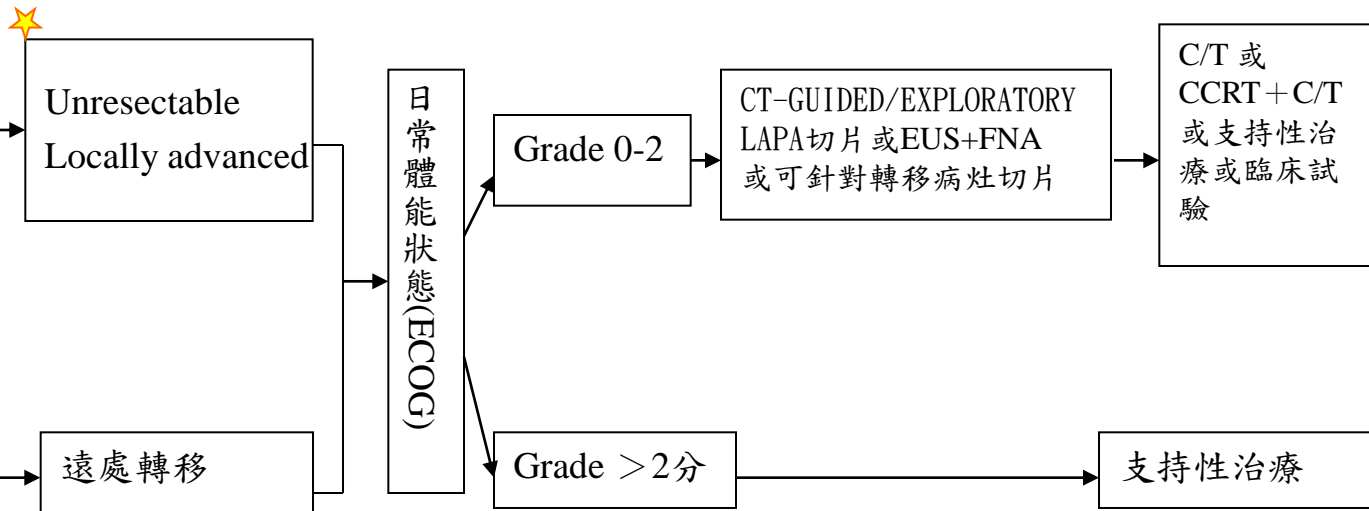 Unresectable
Locally advanced
遠處轉移
日常體能狀態(ECOG)
Grade 0-2
CT-GUIDED/EXPLORATORY
LAPA切片或EUS+FNA
或可針對轉移病灶切片
C/T 或
CCRT＋C/T
或支持性治
療或臨床試
驗
Grade ＞2分
支持性治療